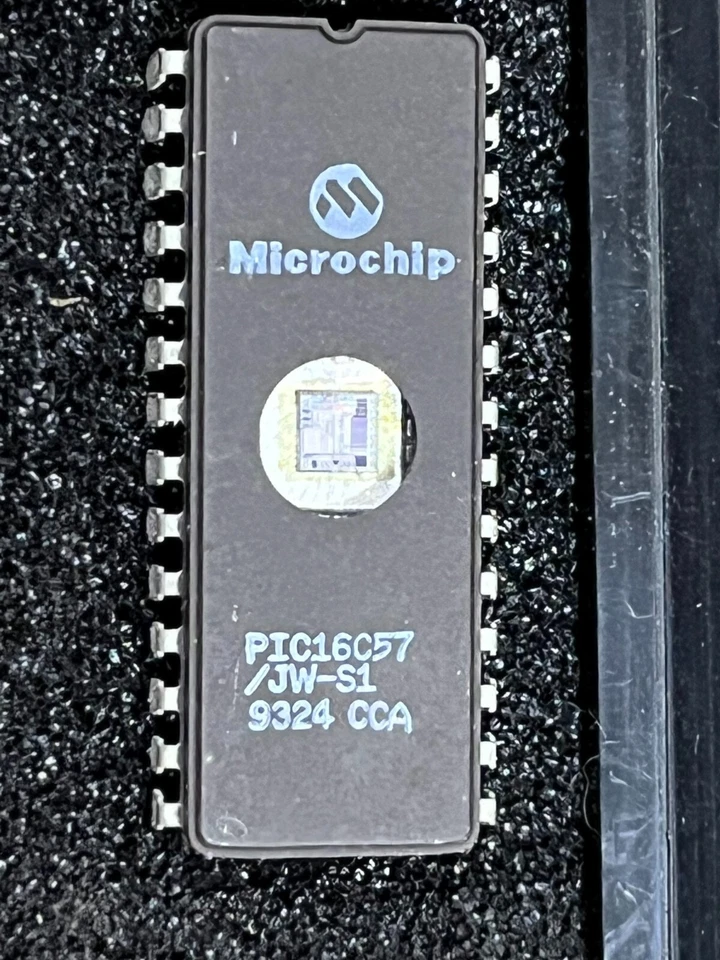 Microchip
PIC16C57
/JW-S1
9324 CCA